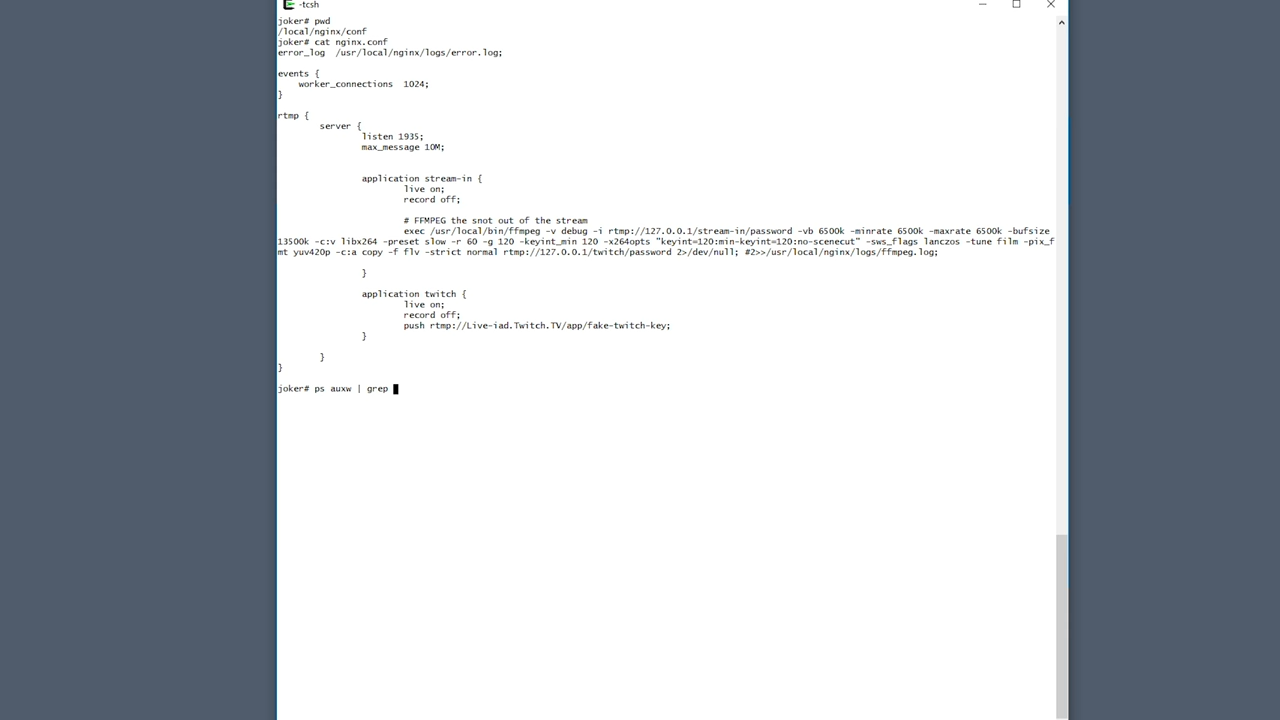 -tcsh
joker# pwd
/local/nginx/conf
joker# cat nginx.conf
error_log  /usr/local/nginx/logs/error.log;
events {
    worker_connections  1024;
}
rtmp {
        server {
                listen 1935;
                max_message 10M;
                application stream-in {
                        live on;
                        record off;
                        # FFMPEG the snot out of the stream
                        exec /usr/local/bin/ffmpeg -v debug -i rtmp://127.0.0.1/stream-in/password -vb 6500k -minrate 6500k -maxrate 6500k -bufsize
13500k -c:v libx264 -preset slow -r 60 -g 120 -keyint_min 120 -x264opts "keyint=120:min-keyint=120:no-scenecut" -sws_flags lanczos -tune film -pix_f
mt yuv420p -c:a copy -f flv -strict normal rtmp://127.0.0.1/twitch/password 2>/dev/null; #2>>/usr/local/nginx/logs/ffmpeg.log;
                }
                application twitch {
                        live on;
                        record off;
                        push rtmp://Live-iad.Twitch.TV/app/fake-twitch-key;
                }
        }
}
joker# ps auxw | grep